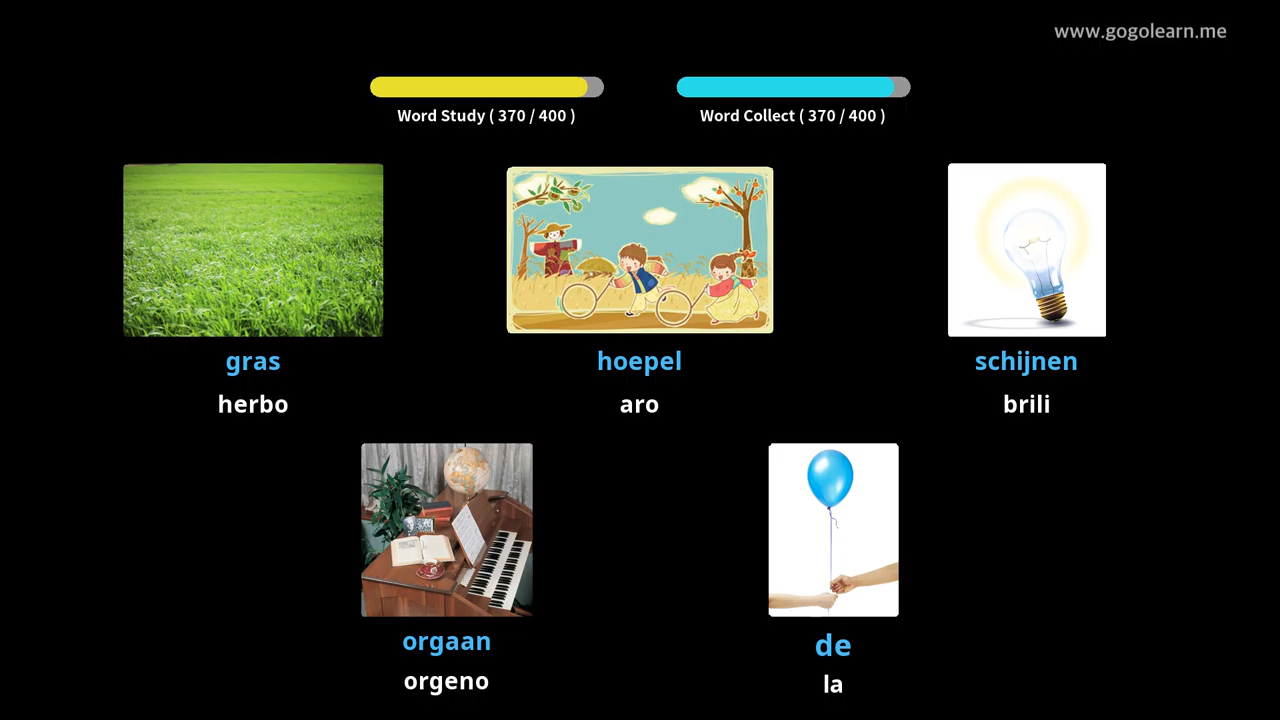 www.gogolearn.me
Word Study ( 370 / 400 )
Word Collect ( 370 / 400 )
gras
herbo
hoepel
aro
schijnen
brili
orgaan
orgeno
de
la